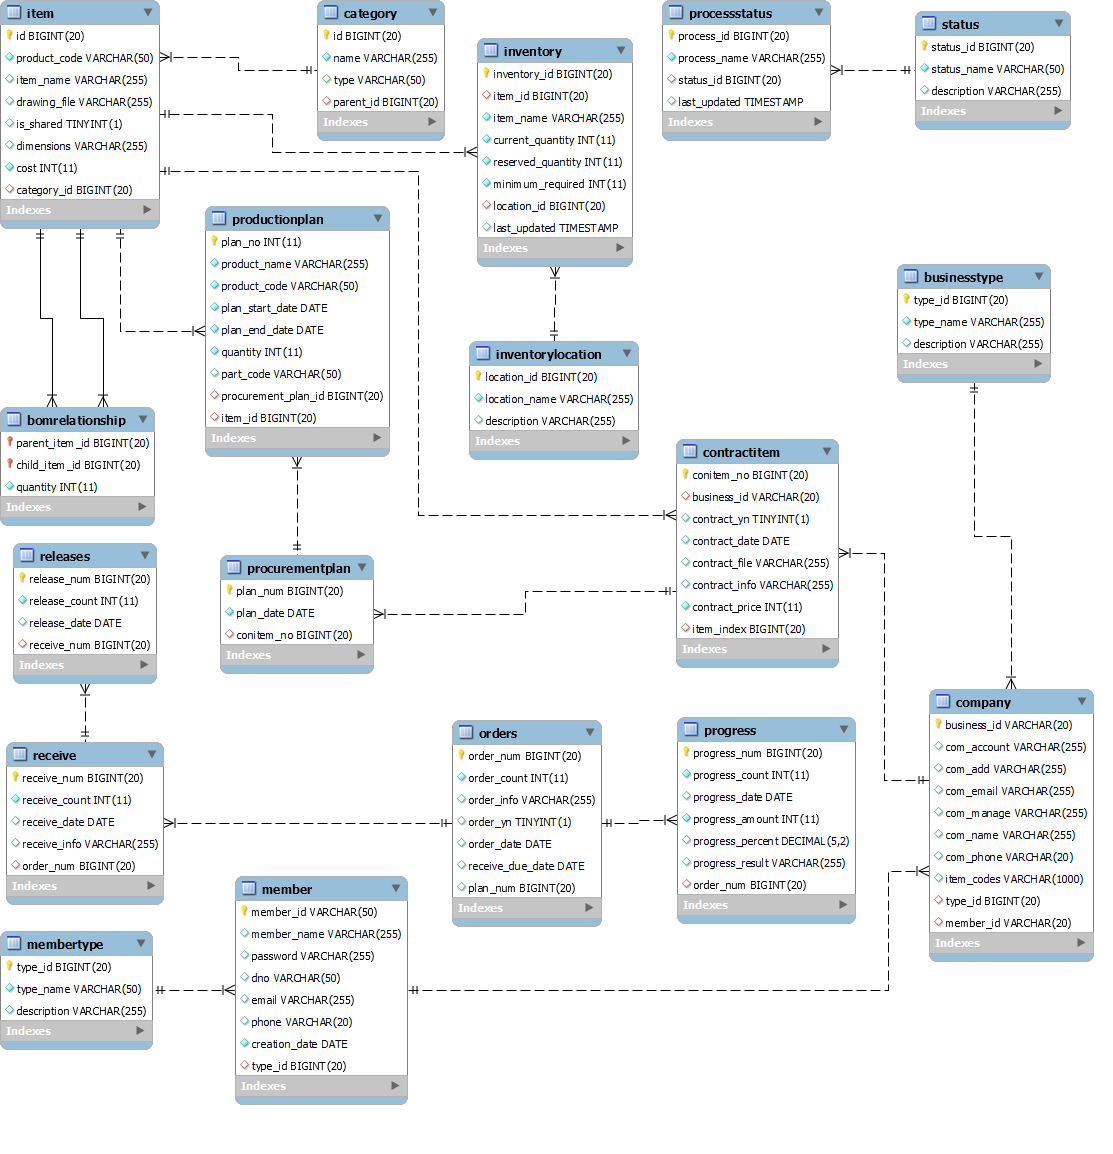 item
id BIGINT(20)
product_code VARCHAR(50)
item_name VARCHAR(255)
drawing_file VARCHAR(255)
is_shared TINYINT(1)
dimensions VARCHAR(255)
cost INT(11)
category_id BIGINT(20)
Indexes
category
id BIGINT(20)
name VARCHAR(255)
type VARCHAR(50)
parent_id BIGINT(20)
Indexes
inventory
inventory_id BIGINT(20)
item_id BIGINT(20)
item_name VARCHAR(255)
current_quantity INT(11)
reserved_quantity INT(11)
minimum_required INT(11)
location_id BIGINT(20)
last_updated TIMESTAMP
Indexes
processstatus
process_id BIGINT(20)
process_name VARCHAR(255)
status_id BIGINT(20)
last_updated TIMESTAMP
Indexes
status
status_id BIGINT(20)
status_name VARCHAR(50)
description VARCHAR(255)
Indexes
productionplan
plan_no INT(11)
product_name VARCHAR(255)
product_code VARCHAR(50)
plan_start_date DATE
plan_end_date DATE
quantity INT(11)
part_code VARCHAR(50)
procurement_plan_id BIGINT(20)
item_id BIGINT(20)
Indexes
businesstype
type_id BIGINT(20)
type_name VARCHAR(255)
description VARCHAR(255)
Indexes
inventorylocation
location_id BIGINT(20)
location_name VARCHAR(255)
description VARCHAR(255)
Indexes
bomrelationship
parent_item_id BIGINT(20)
child_item_id BIGINT(20)
quantity INT(11)
Indexes
contractitem
conitem_no BIGINT(20)
business_id VARCHAR(20)
contract_yn TINYINT(1)
contract_date DATE
contract_file VARCHAR(255)
contract_info VARCHAR(255)
contract_price INT(11)
item_index BIGINT(20)
Indexes
releases
release_num BIGINT(20)
release_count INT(11)
release_date DATE
receive_num BIGINT(20)
Indexes
procurementplan
plan_num BIGINT(20)
plan_date DATE
conitem_no BIGINT(20)
Indexes
company
business_id VARCHAR(20)
com_account VARCHAR(255)
com_add VARCHAR(255)
com_email VARCHAR(255)
com_manage VARCHAR(255)
com_name VARCHAR(255)
com_phone VARCHAR(20)
item_codes VARCHAR(1000)
type_id BIGINT(20)
member_id VARCHAR(20)
Indexes
receive
receive_num BIGINT(20)
receive_count INT(11)
receive_date DATE
receive_info VARCHAR(255)
order_num BIGINT(20)
Indexes
orders
order_num BIGINT(20)
order_count INT(11)
order_info VARCHAR(255)
order_yn TINYINT(1)
order_date DATE
receive_due_date DATE
plan_num BIGINT(20)
Indexes
progress
progress_num BIGINT(20)
progress_count INT(11)
progress_date DATE
progress_amount INT(11)
progress_percent DECIMAL(5,2)
progress_result VARCHAR(255)
order_num BIGINT(20)
Indexes
member
member_id VARCHAR(50)
member_name VARCHAR(255)
password VARCHAR(255)
dno VARCHAR(50)
email VARCHAR(255)
phone VARCHAR(20)
creation_date DATE
type_id BIGINT(20)
Indexes
membertype
type_id BIGINT(20)
type_name VARCHAR(50)
description VARCHAR(255)
Indexes